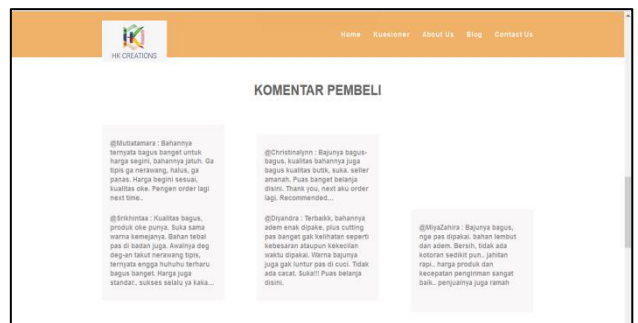 HK CREATIONS
Home Kuesioner About Us Blog Contact Us
KOMENTAR PEMBELI
@Mutiatamara : Bahannya
ternyata bagus banget untuk
harga segini, bahannya jatuh. Ga
tipis ga nerawang, halus, ga
panas. Harga begini sesuai,
kualitas oke. Pengen order lagi
next time..
@Srikhintaa : Kualitas bagus,
produk oke punya. Suka sama
warna kemejanya. Bahan tebal
pas di badan juga. Awalnya deg
deg-an takut nerawang tipis,
ternyata engga huhuhu terharu
bagus banget. Harga juga
standar.. sukses selalu ya kaka...
@Christinalynn : Bajunya bagus-
bagus, kualitas bahannya juga
bagus kualitas butik, suka. seller
amanah. Puas banget belanja
disini. Thank you, next aku order
lagi. Recommended...
@Diyandra : Terbaikk, bahannya
adem enak dipake, plus cutting
pas banget gak kelihatan seperti
kebesaran ataupun kekecilan
waktu dipakai. Warna bajunya
juga gak luntur pas di cuci. Tidak
ada cacat. Suka!!! Puas belanja
disini.
@MiyaZahira : Bajunya bagus,
nge pas dipakai. bahan lembut
dan adem. Bersih, tidak ada
kotoran sedikit pun.. jahitan
rapi.. harga produk dan
kecepatan pengiriman sangat
baik.. penjualnya juga ramah